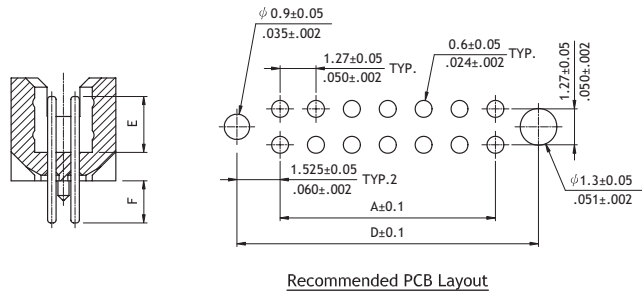 ϕ 0.9±0.05
.035±.002
1.27±0.05
.050±.002
TYP.
0.6±0.05
.024±.002
TYP.
1.27±0.05
.050±.002
E
F
1.525±0.05
.060±.002
TYP.2
ϕ1.3±0.05
.051±.002
A±0.1
D±0.1
Recommended PCB Layout